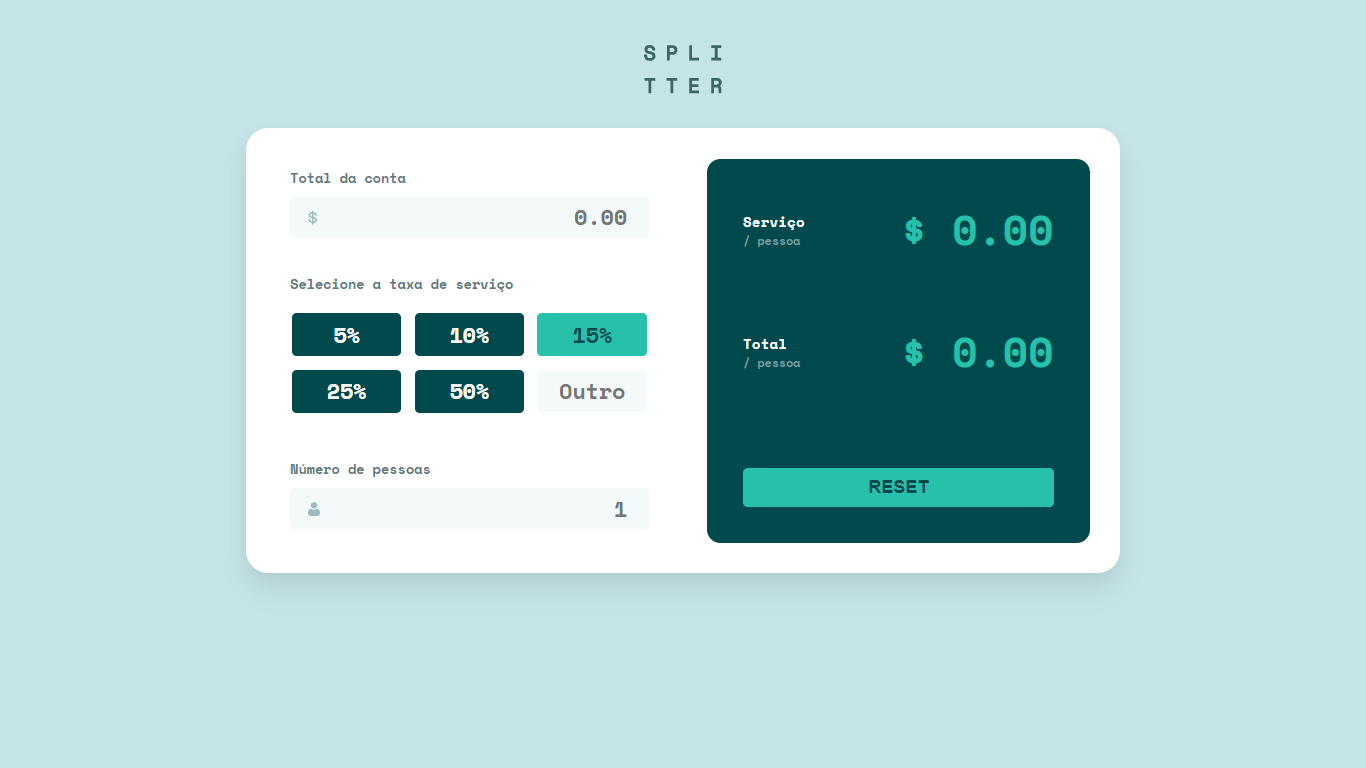 SPLI
TTER
Total da conta
$ 0.00
Selecione a taxa de serviço
5% 10% 15%
25% 50% Outro
Número de pessoas
1
Serviço
/ pessoa
$ 0.00
Total
/ pessoa
$ 0.00
RESET